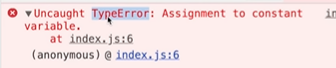 Uncaught TypeError: Assignment to constant
variable.
at index.js:6
(anonymous) @ index.js:6